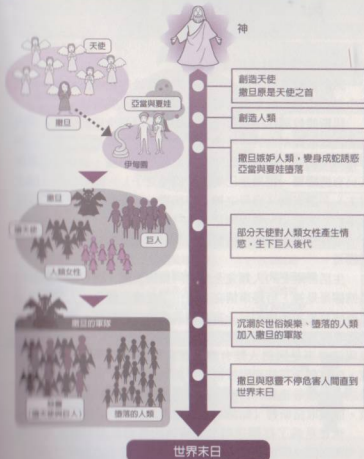 神
天使
撒旦
亞當與夏娃
伊甸園
創造天使
撒旦原是天使之首
創造人類
撒旦嫉妒人類,變身成蛇誘惑
亞當與夏娃墮落
撒旦
墮天使
巨人
人類女性
部分天使對人類女性產生情
慾,生下巨人後代
撒旦的軍隊
惡靈
(墮天使與巨人)
墮落的人類
沉溺於世俗娛樂、墮落的人類
加入撒旦的軍隊
撒旦與惡靈不停危害人間直到
世界末日
世界末日